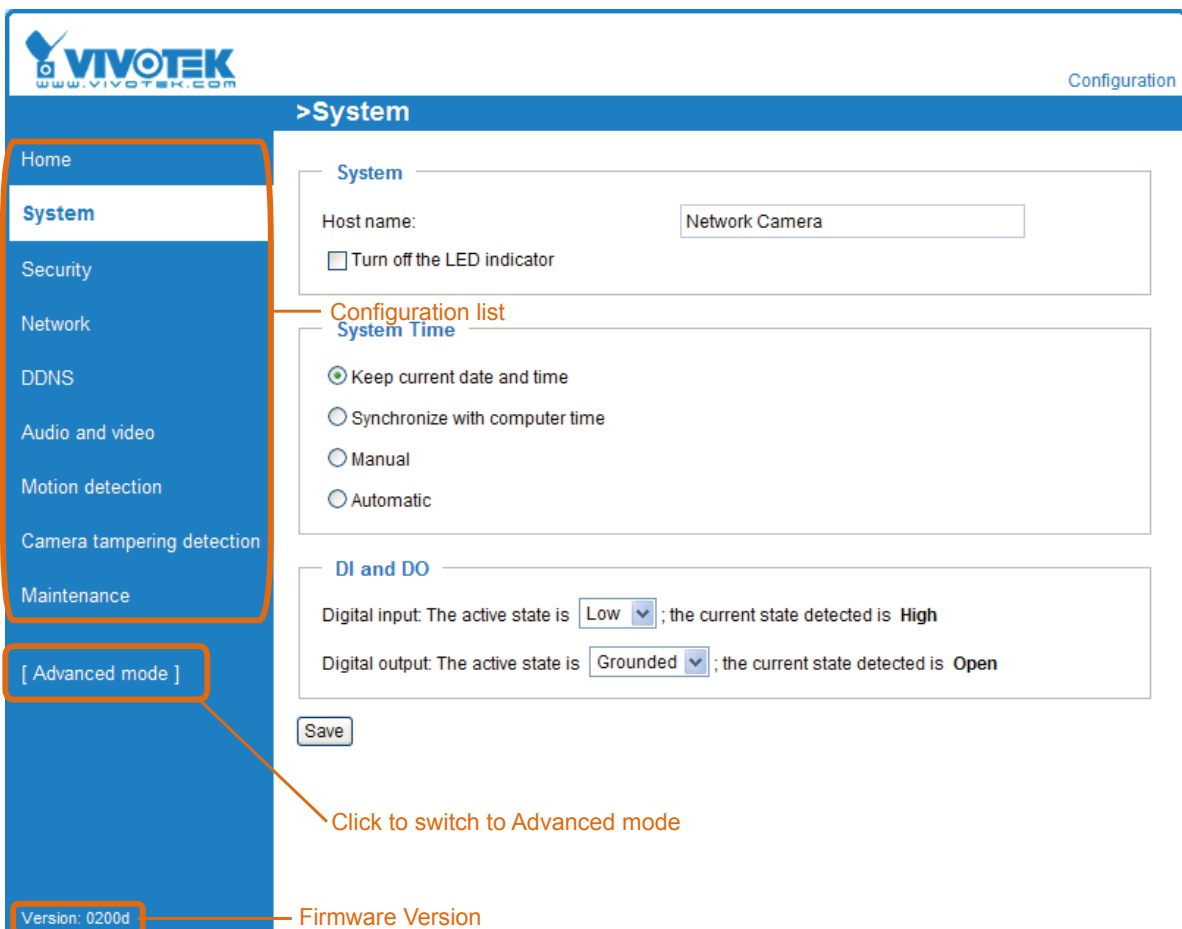 VIVOTEK
www.vivotek.com
Configuration
>System
Home
System
Security
Network
DDNS
Audio and video
Motion detection
Camera tampering detection
Maintenance
[ Advanced mode ]
Version: 0200d
System
Host name: Network Camera
Turn off the LED indicator
Configuration list
System Time
Keep current date and time
Synchronize with computer time
Manual
Automatic
DI and DO
Digital input: The active state is Low ; the current state detected is High
Digital output: The active state is Grounded ; the current state detected is Open
Save
Click to switch to Advanced mode
Firmware Version